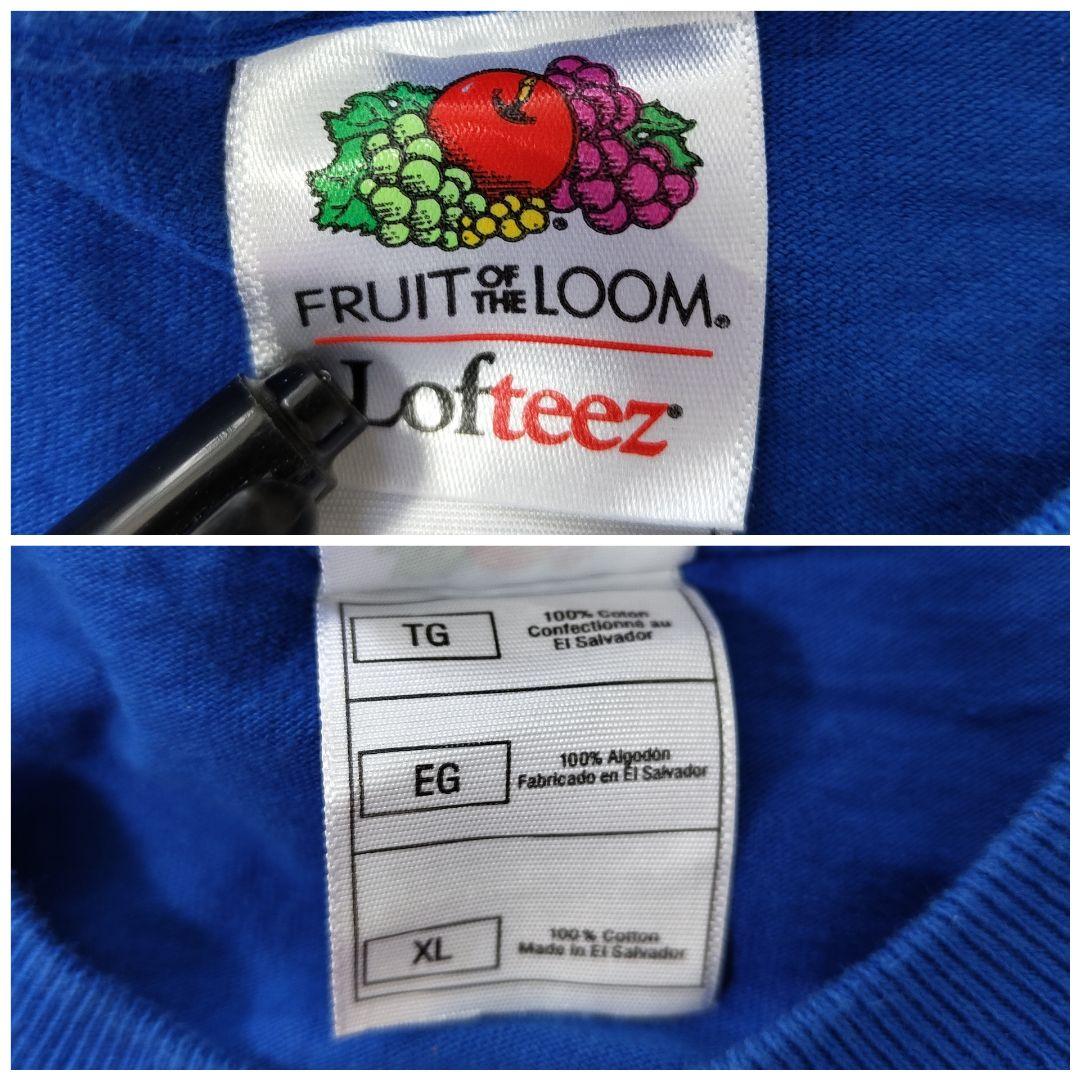 FRUIT OF THE LOOM®
Lofteez®
TG
100% Coton
Confectionné au
El Salvador
EG
100% Algodón
Fabricado en El Salvador
XL
100% Cotton
Made in El Salvador